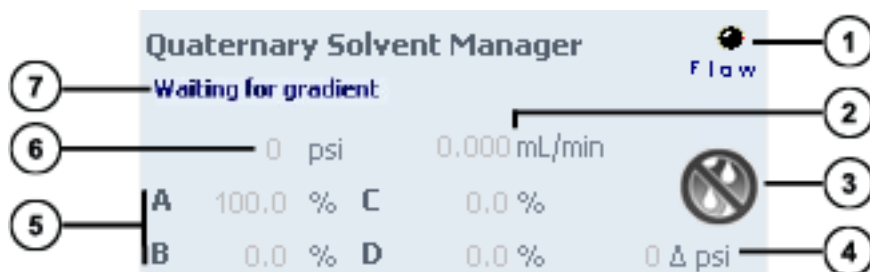 Quaternary Solvent Manager 1
Flow
7 Waiting for gradient
2
6 0 psi 0.000 mL/min
3
A 100.0 % C 0.0 %
5
B 0.0 % D 0.0 % 0 Δ psi 4